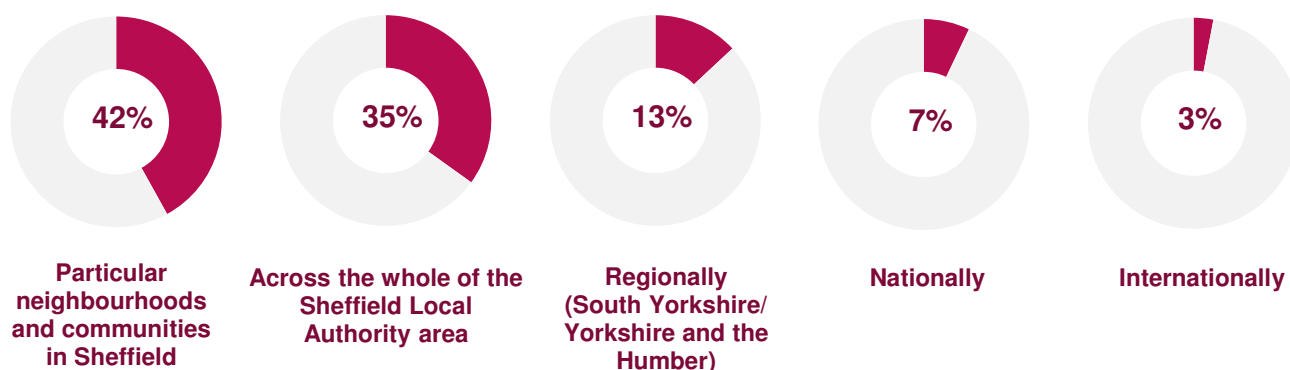 42%
35%
13%
7%
3%
Particular
neighbourhoods
and communities
in Sheffield
Across the whole of the
Sheffield Local
Authority area
Regionally
(South Yorkshire/
Yorkshire and the
Humber)
Nationally
Internationally